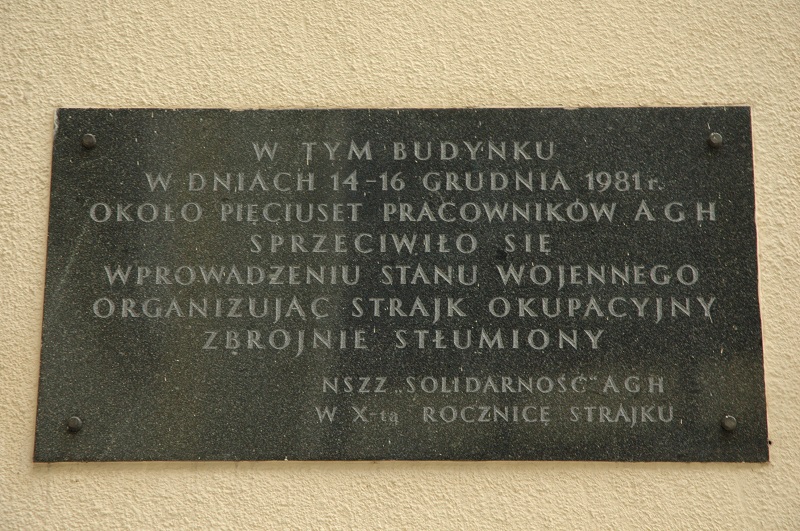 W TYM BUDYNKU
W DNIACH 14-16 GRUDNIA 1981 r.
OKOŁO PIĘCIUSET PRACOWNIKÓW AGH
SPRZECIWIŁO SIĘ
WPROWADZENIU STANU WOJENNEGO
ORGANIZUJĄC STRAJK OKUPACYJNY
ZBROJNIE STŁUMIONY
NSZZ „SOLIDARNOŚĆ“ AGH
W X-tą ROCZNICĘ STRAJKU